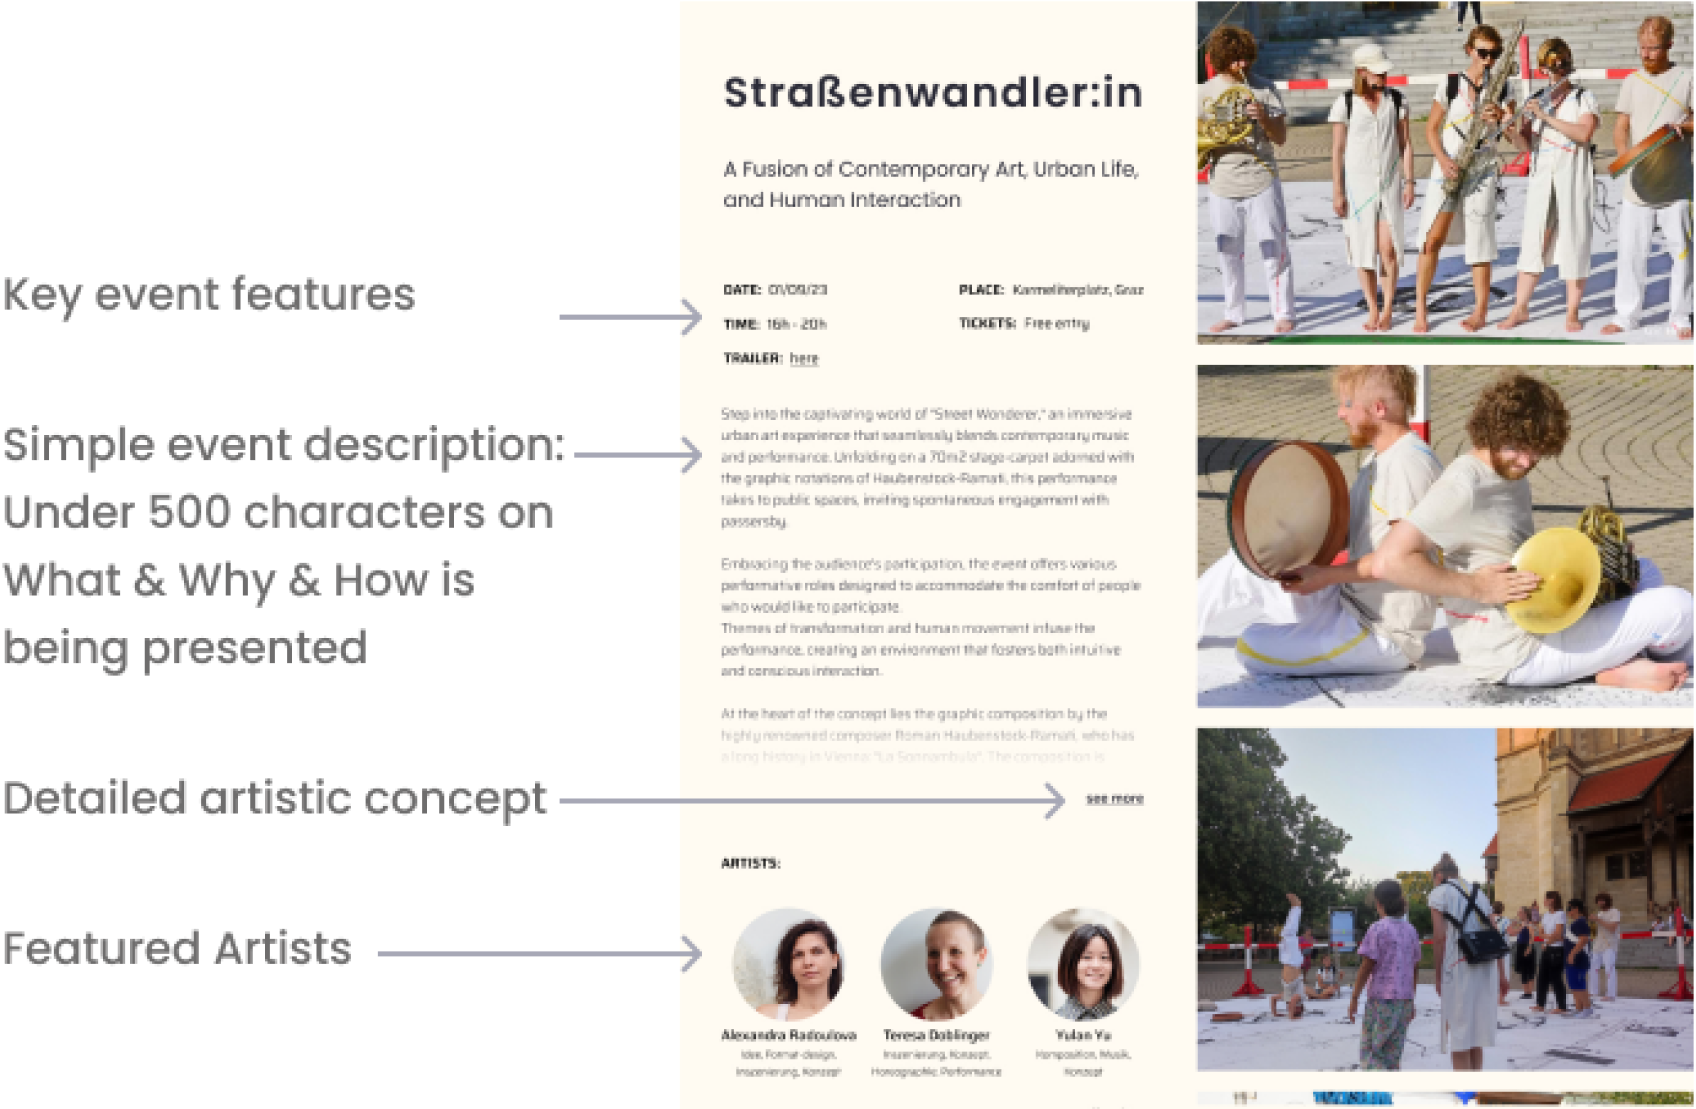 Key event features
Simple event description:
Under 500 characters on
What & Why & How is
being presented
Detailed artistic concept
Featured Artists
Straßenwandler:in
A Fusion of Contemporary Art, Urban Life,
and Human Interaction
DATE: 01/09/23
PLACE: Karmeliterplatz, Graz
TIME: 16h - 20h
TICKETS: Free entry
TRAILER: here
Step into the captivating world of "Street Wonderer," an immersive
urban art experience that seamlessly blends contemporary music
and performance. Unfolding on a 70m2 stage-carpet adorned with
the graphic notations of Haubenstock-Ramati, this performance
takes to public spaces, inviting spontaneous engagement with
passersby.
Embracing the audience's participation, the event offers various
performative roles designed to accommodate the comfort of people
who would like to participate.
Themes of transformation and human movement infuse the
performance, creating an environment that fosters both intuitive
and conscious interaction.
At the heart of the concept lies the graphic composition by the
highly renowned composer Roman Haubenstock-Ramati, who has
a long history in Vienna: "La Sonnambula". The composition is
see more
ARTISTS:
Alexandra Radoulova
Idee, Format-design,
Inszenierung, Konzept
Teresa Doblinger
Inszenierung, Konzept,
Horeographie, Performance
Yulan Yu
Komposition, Musik,
Konzept